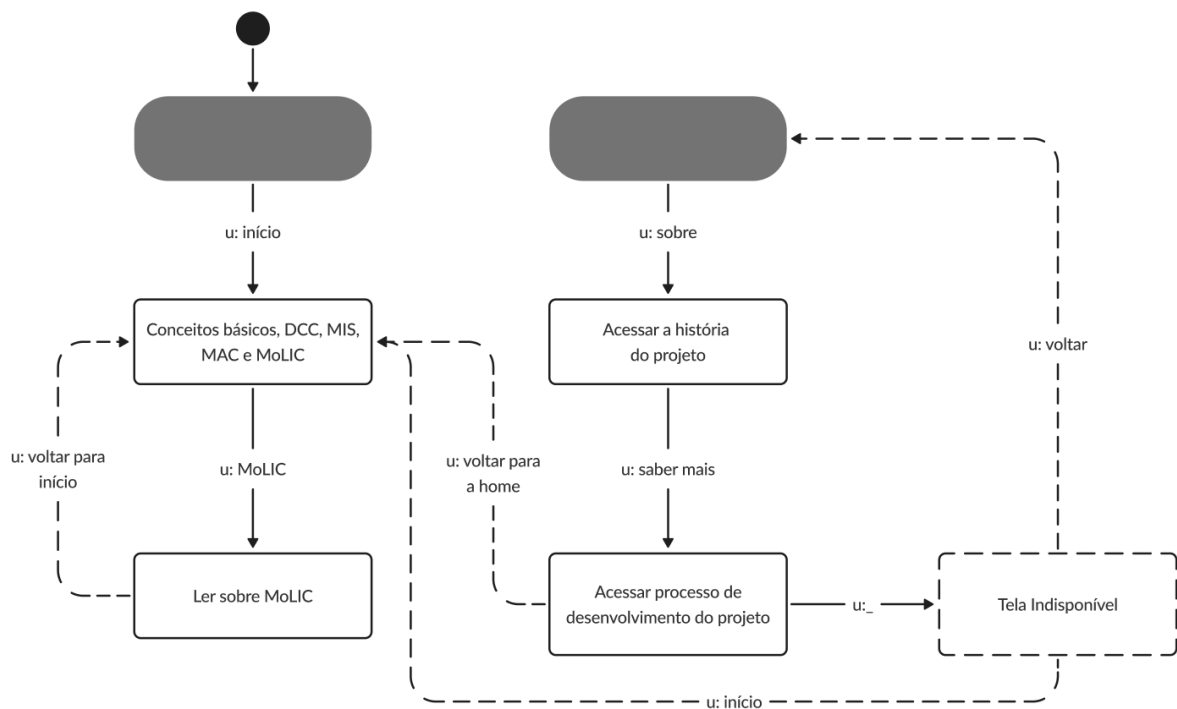 u: início
u: sobre
Conceitos básicos, DCC, MIS,
MAC e MoLIC
Acessar a história
do projeto
u: voltar
u: voltar para
início
u: MoLIC
u: voltar para
a home
u: saber mais
Ler sobre MoLIC
Acessar processo de
desenvolvimento do projeto
u:_
Tela Indisponível
u: início